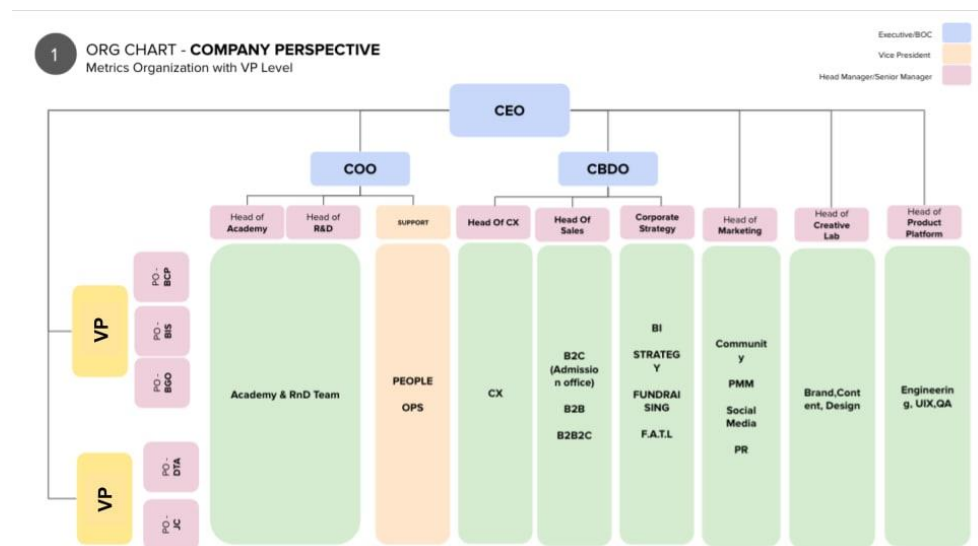 1
ORG CHART - COMPANY PERSPECTIVE
Metrics Organization with VP Level
Executive/BOC
Vice President
Head Manager/Senior Manager
CEO
COO
CBDO
Head of
Academy
Head of
R&D
SUPPORT
Head Of CX
Head Of
Sales
Corporate
Strategy
Head of
Marketing
Head of
Creative
Lab
Head of
Product
Platform
VP
PO -
BCP
PO -
BIS
PO -
BGO
VP
PO -
DTA
PO -
JC
Academy & RnD Team
PEOPLE
OPS
CX
B2C
(Admissio
n office)
B2B
B2B2C
BI
STRATEG
Y
FUNDRAI
SING
F.A.T.L
Communit
y
PMM
Social
Media
PR
Brand,Cont
ent, Design
Engineerin
g, UIX,QA